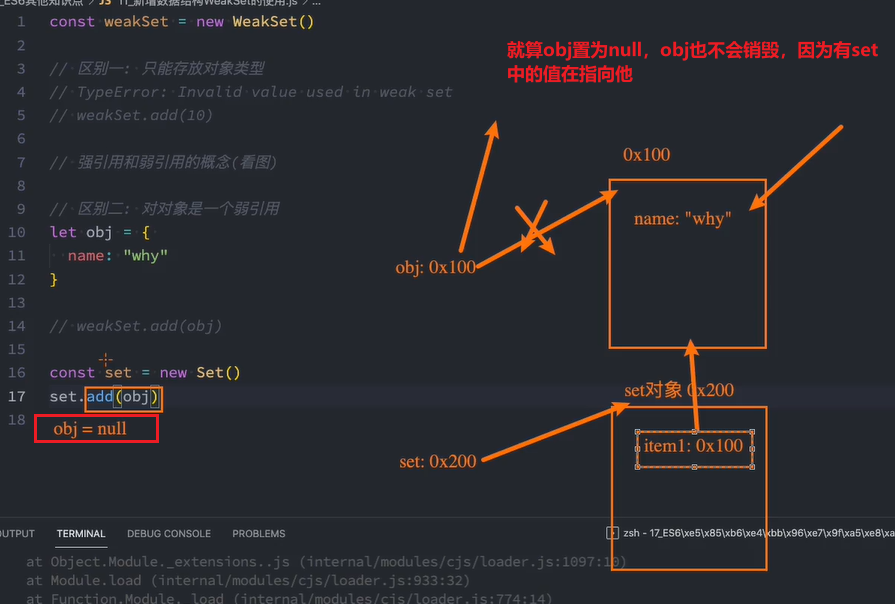 _ES6其他知识点 / JS 11_新增数据结构WeakSet的使用.js / ...
1 const weakSet = new WeakSet()
2
3 // 区别一: 只能存放对象类型
4 // TypeError: Invalid value used in weak set
5 // weakSet.add(10)
6
7 // 强引用和弱引用的概念(看图)
8
9 // 区别二: 对对象是一个弱引用
10 let obj = {
11 name: "why"
12 }
13
14 // weakSet.add(obj)
15
16 const set = new Set()
17 set.add(obj)
18
obj = null
就算obj置为null，obj也不会销毁，因为有set
中的值在指向他
0x100
name: "why"
obj: 0x100
set对象 0x200
item1: 0x100
set: 0x200
OUTPUT TERMINAL DEBUG CONSOLE PROBLEMS
zsh - 17_ES6\xe5\x85\xb6\xe4\xbb\x96\xe7\x9f\xa5\xe8\xa
at Object.Module._extensions..js (internal/modules/cjs/loader.js:1097:10)
at Module.load (internal/modules/cjs/loader.js:933:32)
at Function.Module._load (internal/modules/cjs/loader.js:774:14)